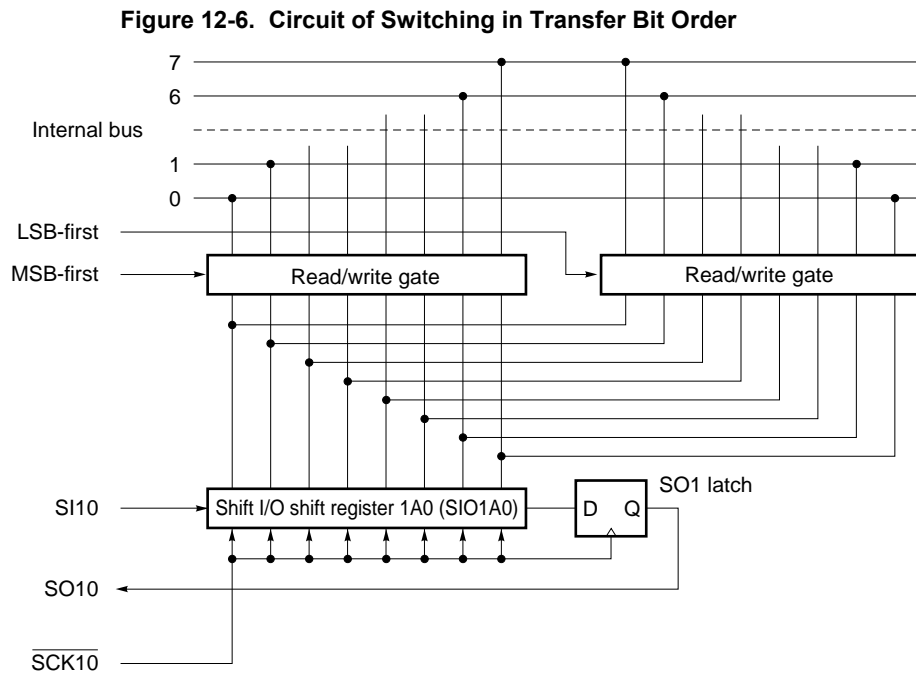 Figure 12-6. Circuit of Switching in Transfer Bit Order
7
6
Internal bus
1
0
LSB-first
MSB-first
Read/write gate
Read/write gate
SO1 latch
SI10
Shift I/O shift register 1A0 (SIO1A0)
D Q
SO10
SCK10